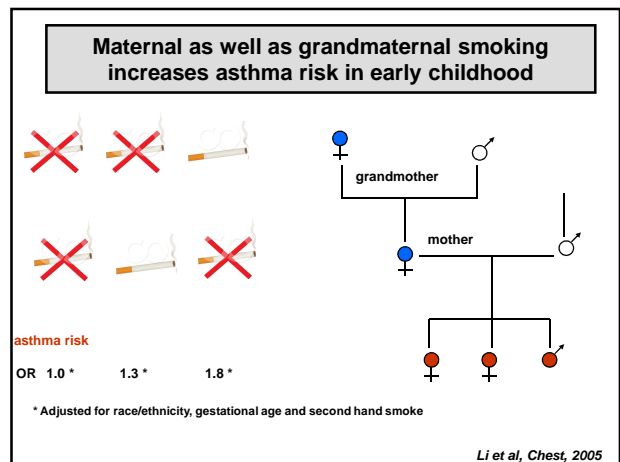 Maternal as well as grandmaternal smoking
increases asthma risk in early childhood
grandmother
mother
asthma risk
OR 1.0 * 1.3 * 1.8 *
* Adjusted for race/ethnicity, gestational age and second hand smoke
Li et al, Chest, 2005